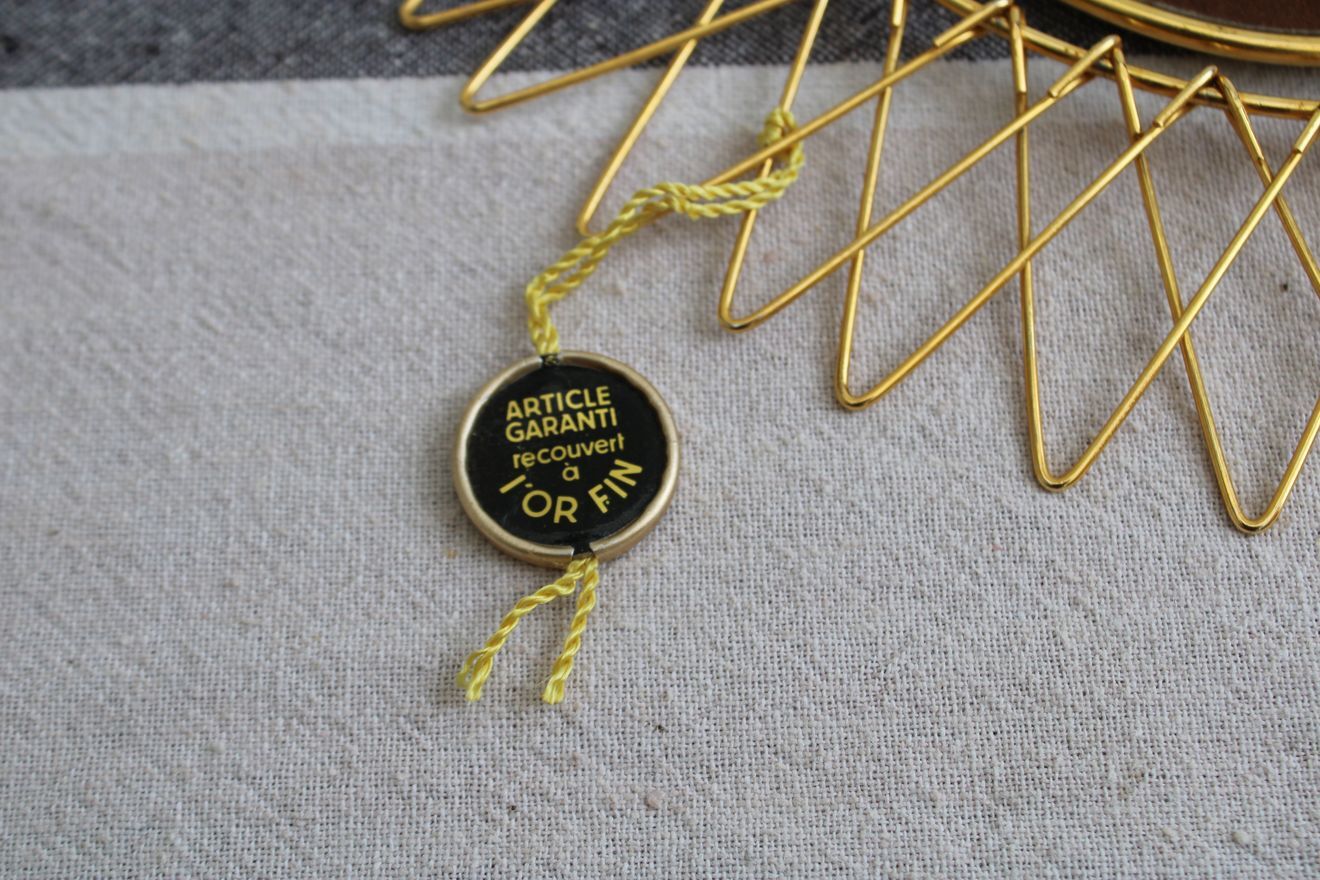 ARTICLE
GARANTI
recouvert
à
l'OR FIN